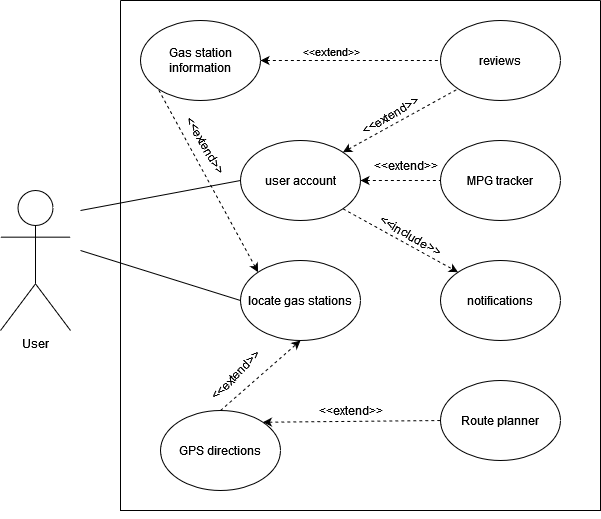 Gas station
information
<<extend>>
reviews
<<extend>>
<<extend>>
user account
<<extend>>
MPG tracker
<<include>>
User
locate gas stations
notifications
<<extend>>
<<extend>>
GPS directions
Route planner